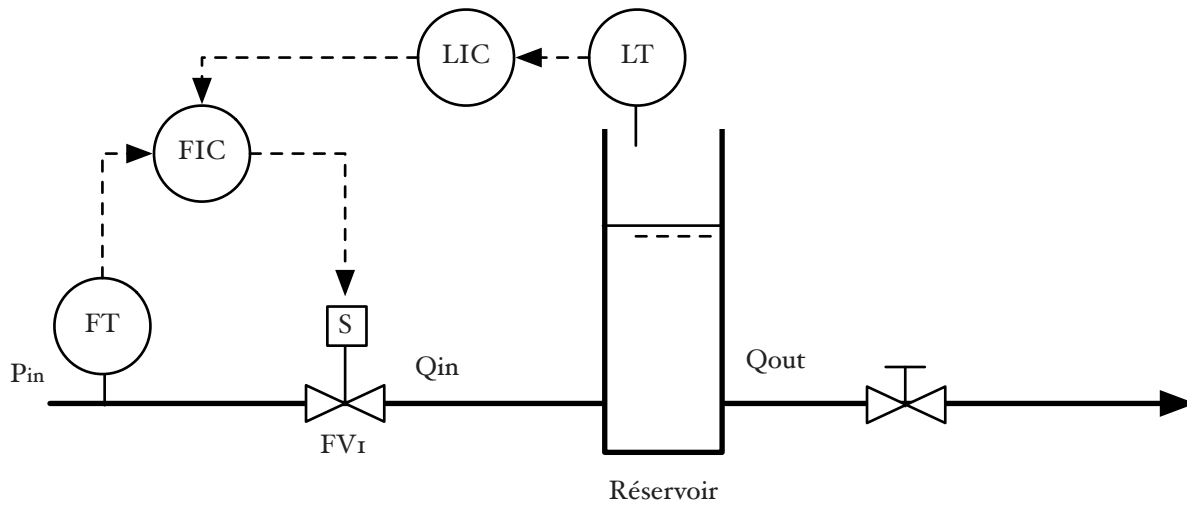 LIC
LT
FIC
FT
S
Pin
Qin
Qout
FV1
Réservoir